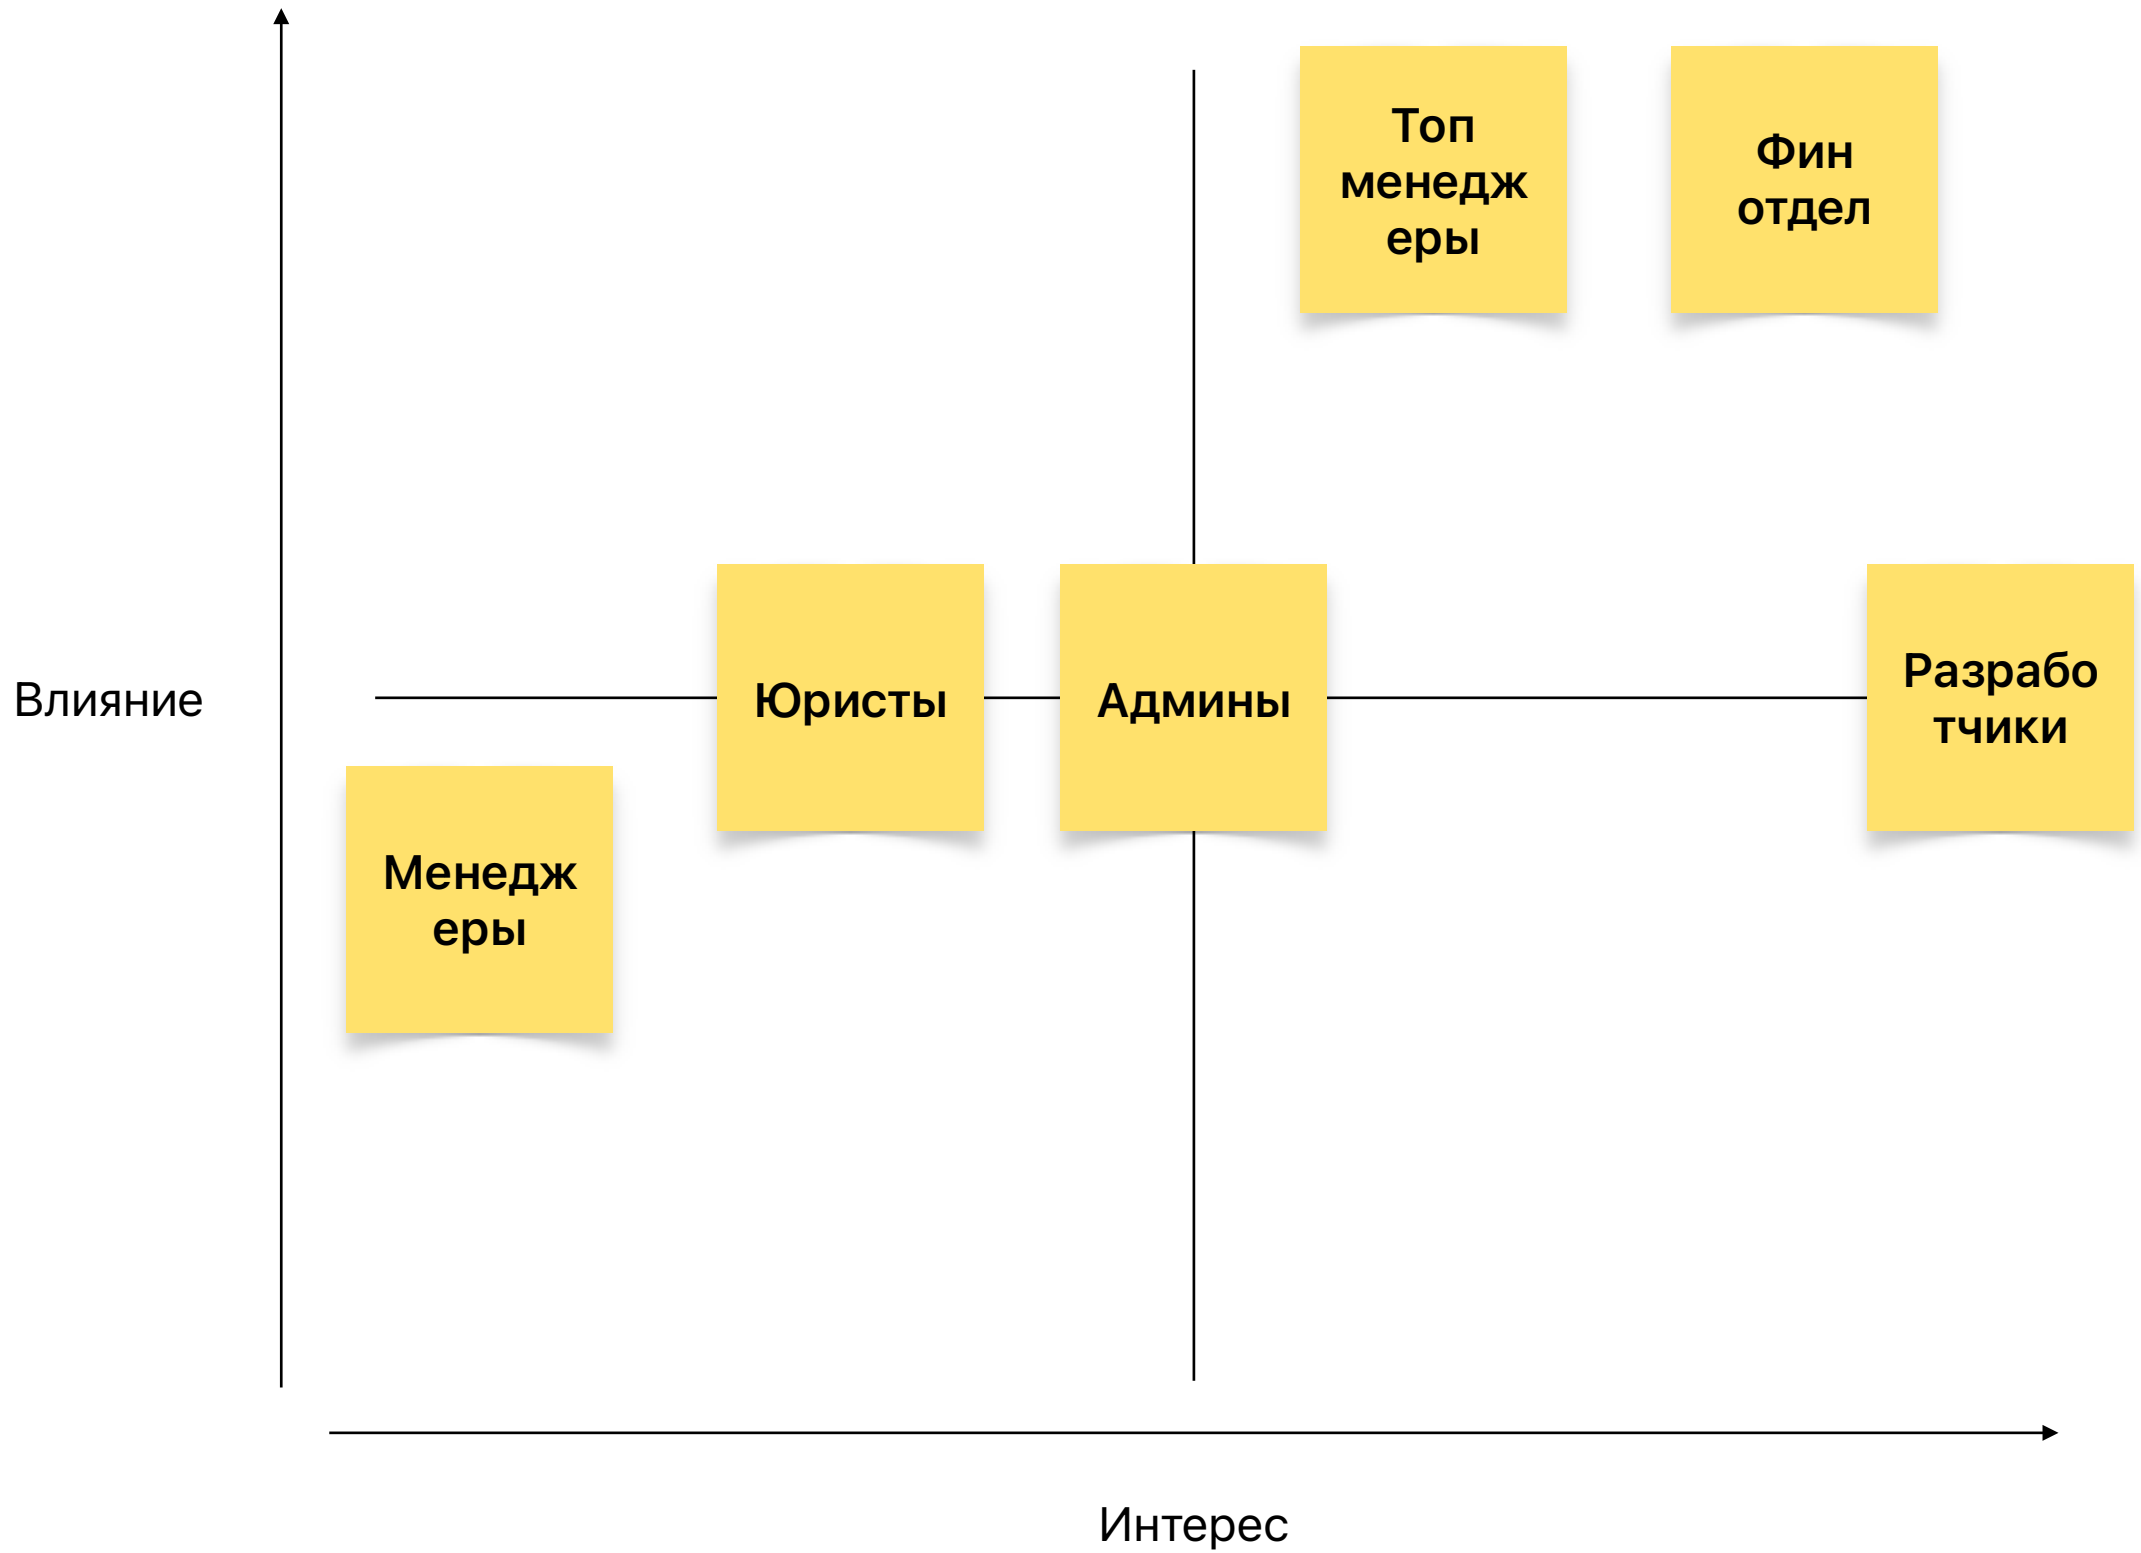 Топ
менедж
еры
Фин
отдел
Влияние
Юристы
Админы
Разрабо
тчики
Менедж
еры
Интерес